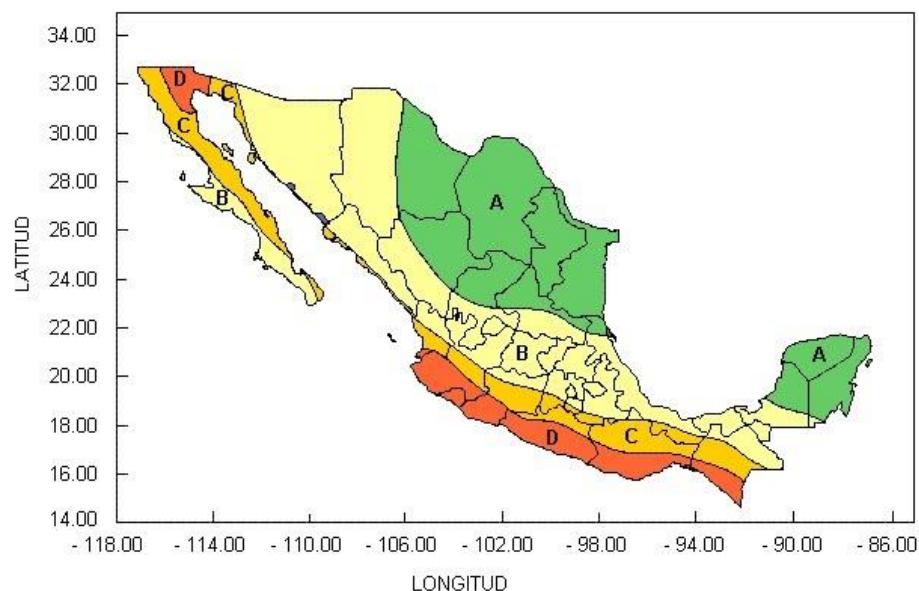 34.00
32.00
30.00
28.00
26.00
24.00
22.00
20.00
18.00
16.00
14.00
LATITUD
D
C
C
B
A
A
B
C
D
- 118.00
- 114.00
- 110.00
- 106.00
- 102.00
- 98.00
- 94.00
- 90.00
- 86.00
LONGITUD